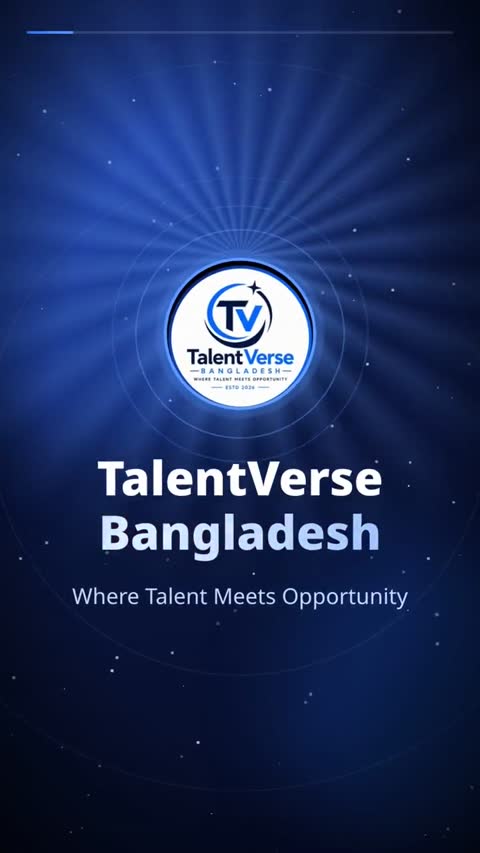 TV
TalentVerse
BANGLADESH
WHERE TALENT MEETS OPPORTUNITY
ESTD 2026
TalentVerse
Bangladesh
Where Talent Meets Opportunity